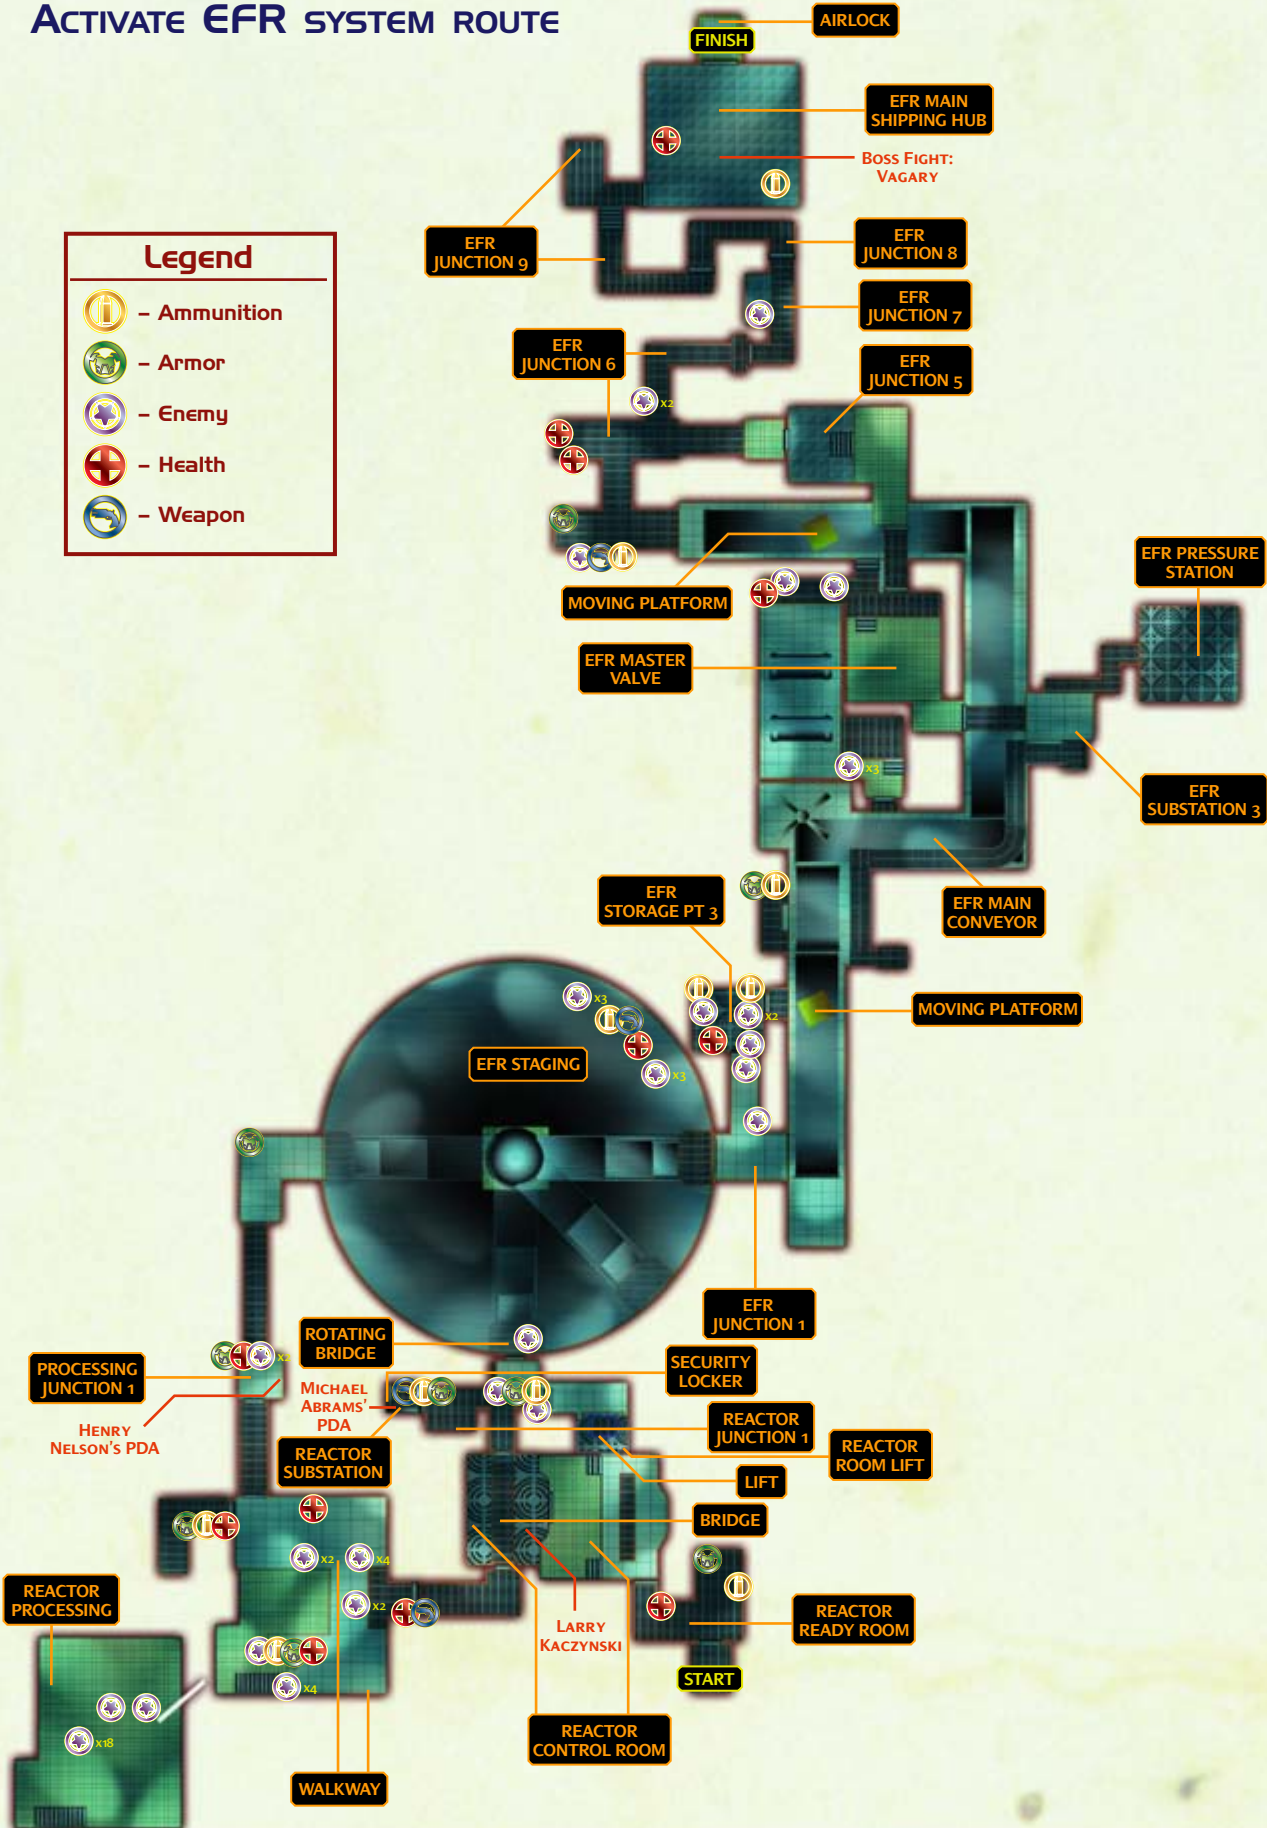 Activate EFR system route
AIRLOCK
FINISH
EFR MAIN
SHIPPING HUB
Boss Fight:
Vagary
EFR
JUNCTION 9
EFR
JUNCTION 8
Legend
– Ammunition
– Armor
– Enemy
– Health
– Weapon
EFR
JUNCTION 7
EFR
JUNCTION 6
EFR
JUNCTION 5
x2
EFR PRESSURE
STATION
MOVING PLATFORM
EFR MASTER
VALVE
x3
EFR
SUBSTATION 3
EFR
STORAGE PT 3
EFR MAIN
CONVEYOR
x3
x2
MOVING PLATFORM
EFR STAGING
x3
EFR
JUNCTION 1
ROTATING
BRIDGE
SECURITY
LOCKER
PROCESSING
JUNCTION 1
x2
Michael
Abrams'
PDA
Henry
Nelson's PDA
REACTOR
JUNCTION 1
REACTOR
SUBSTATION
REACTOR
ROOM LIFT
LIFT
BRIDGE
x2
x4
REACTOR
PROCESSING
x2
Larry
Kaczynski
REACTOR
READY ROOM
START
x4
x18
REACTOR
CONTROL ROOM
WALKWAY